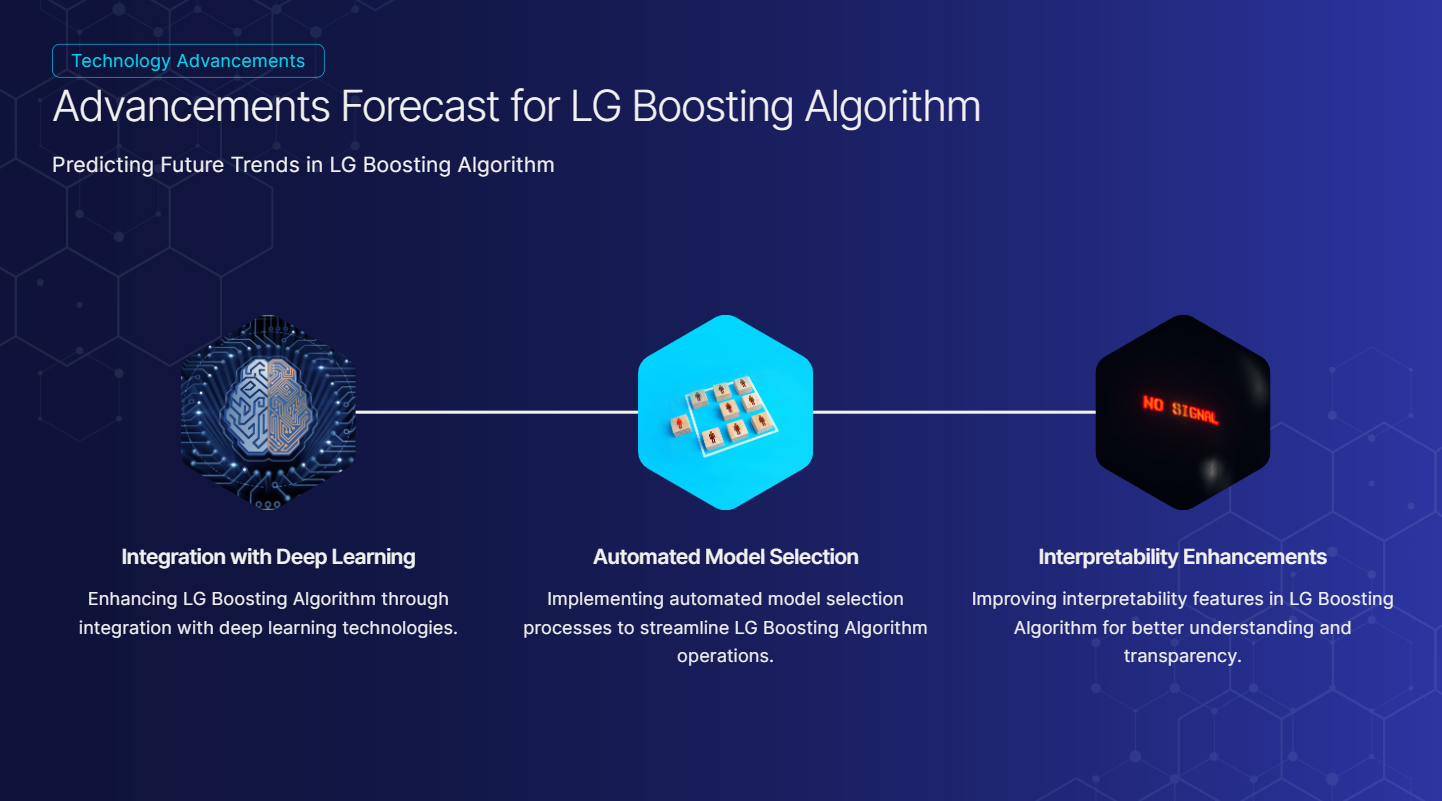 Technology Advancements
Advancements Forecast for LG Boosting Algorithm
Predicting Future Trends in LG Boosting Algorithm
NO SIGNAL
Integration with Deep Learning
Automated Model Selection
Interpretability Enhancements
Enhancing LG Boosting Algorithm through
integration with deep learning technologies.
Implementing automated model selection
processes to streamline LG Boosting Algorithm
operations.
Improving interpretability features in LG Boosting
Algorithm for better understanding and
transparency.